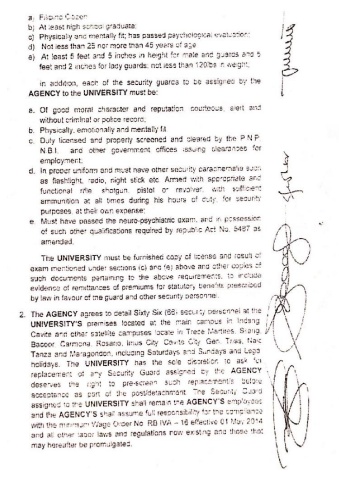 a) Filipino Citizen
b) At least high school graduate;
c) Physically and mentally fit; has passed psychological evaluation;
d) Not less than 25 nor more than 45 years of age
e) At least 5 feet and 5 inches in height for male and guards and 5
feet and 2 inches for lady guards; not less than 120lbs in weight;
In addition, each of the security guards to be assigned by the
AGENCY to the UNIVERSITY must be:
a. Of good moral character and reputation courteous, alert and
without criminal or police record;
b. Physically, emotionally and mentally fit
c. Duly licensed and properly screened and cleared by the P.N.P.
N.B.I. and other government offices issuing clearances for
employment;
d. In proper uniform and must have other security paraphernalia such
as flashlight, radio, night stick etc. Armed with appropriate and
functional rifle shotgun, pistol or revolver, with sufficient
ammunition at all times during his hours of duty, for security
purposes, at their own expense;
e. Must have passed the neuro-psychiatric exam, and in possession
of such other qualifications required by republic Act No. 5487 as
amended.
The UNIVERSITY must be furnished copy of license and result of
exam mentioned under sections (c) and (e) above and other copies of
such documents pertaining to the above requirements, to include
evidence of remittances of premiums for statutory benefits prescribed
by law in favour of the guard and other security personnel.
2. The AGENCY agrees to detail Sixty Six (66) security personnel at the
UNIVERSITY'S premises located at the main campus in Indang,
Cavite and other satellite campuses located in Trece Martires, Silang,
Bacoor, Carmona, Rosario, Imus City, Cavite City, Gen. Trias, Naic
Tanza and Maragondon, including Saturdays and Sundays and Legal
holidays. The UNIVERSITY has the sole discretion to ask for
replacement of any Security Guard assigned by the AGENCY
deserves the right to pre-screen such replacement/s before
acceptance as part of the post/detachment. The Security Guard
assigned to the UNIVERSITY shall remain the AGENCY'S employees
and the AGENCY'S shall assume full responsibility for the compliance
with the minimum Wage Order No. RB IVA – 16 effective 01 May 2014
and all other labor laws and regulations now existing and those that
may hereafter be promulgated.